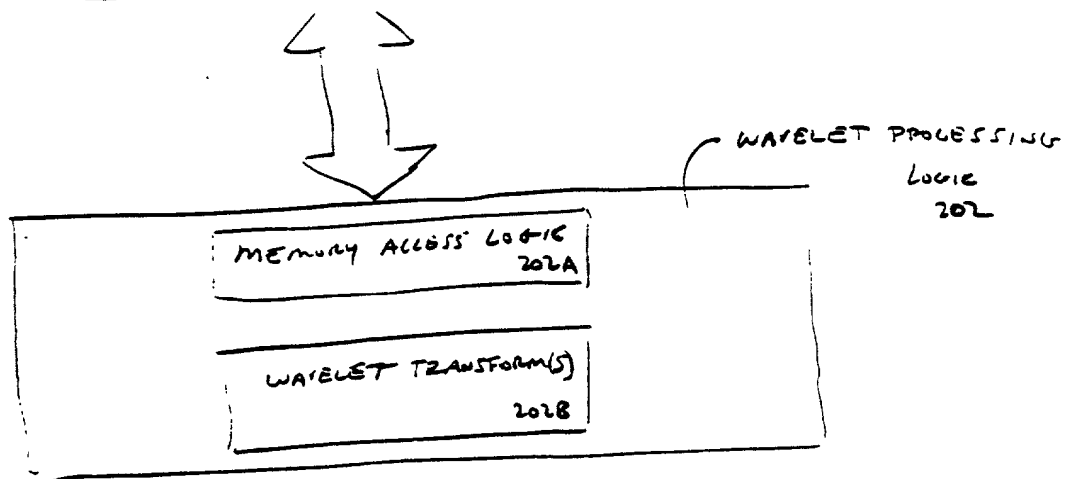 WAVELET PROCESSING
LOGIC
202
MEMORY ACCESS LOGIC
202A
WAVELET TRANSFORM(S)
202B